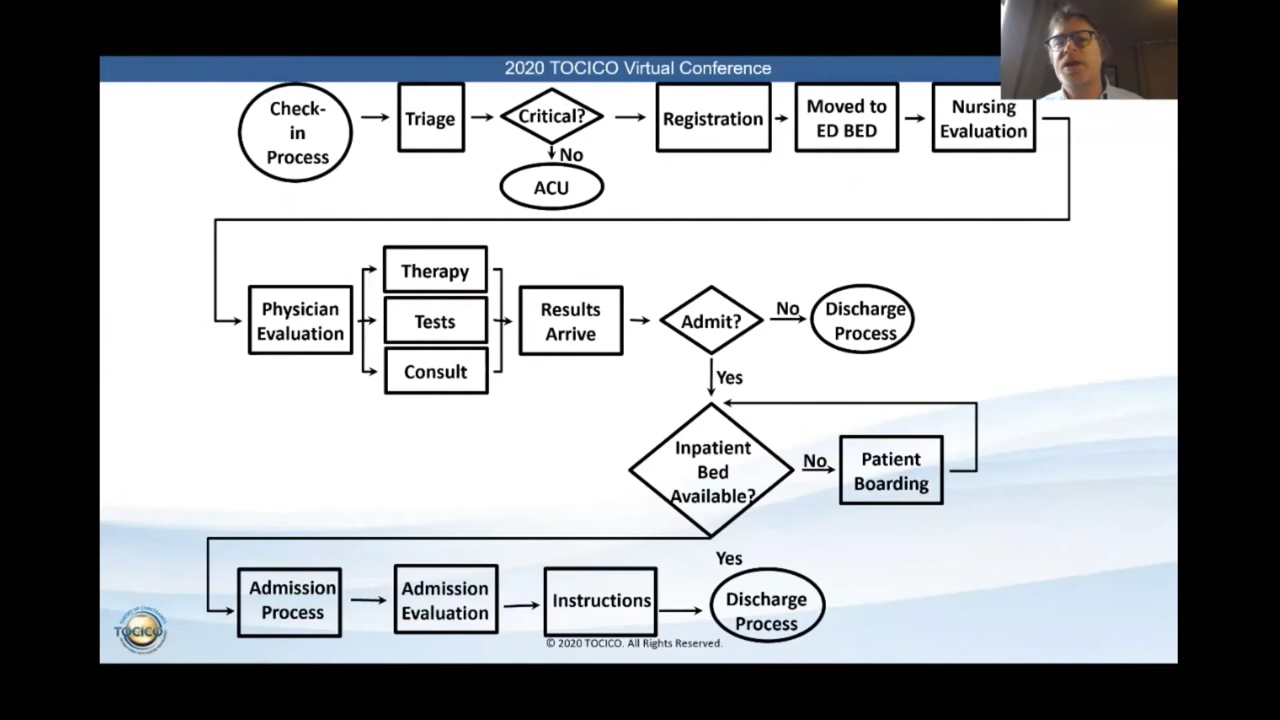 2020 TOCICO Virtual Conference
Check-
in
Process
Triage
Critical?
No
ACU
Registration
Moved to
ED BED
Nursing
Evaluation
Physician
Evaluation
Therapy
Tests
Consult
Results
Arrive
Admit?
No
Discharge
Process
Yes
Inpatient
Bed
Available?
No
Patient
Boarding
Yes
Admission
Process
Admission
Evaluation
Instructions
Discharge
Process
TOCICO
© 2020 TOCICO. All Rights Reserved.